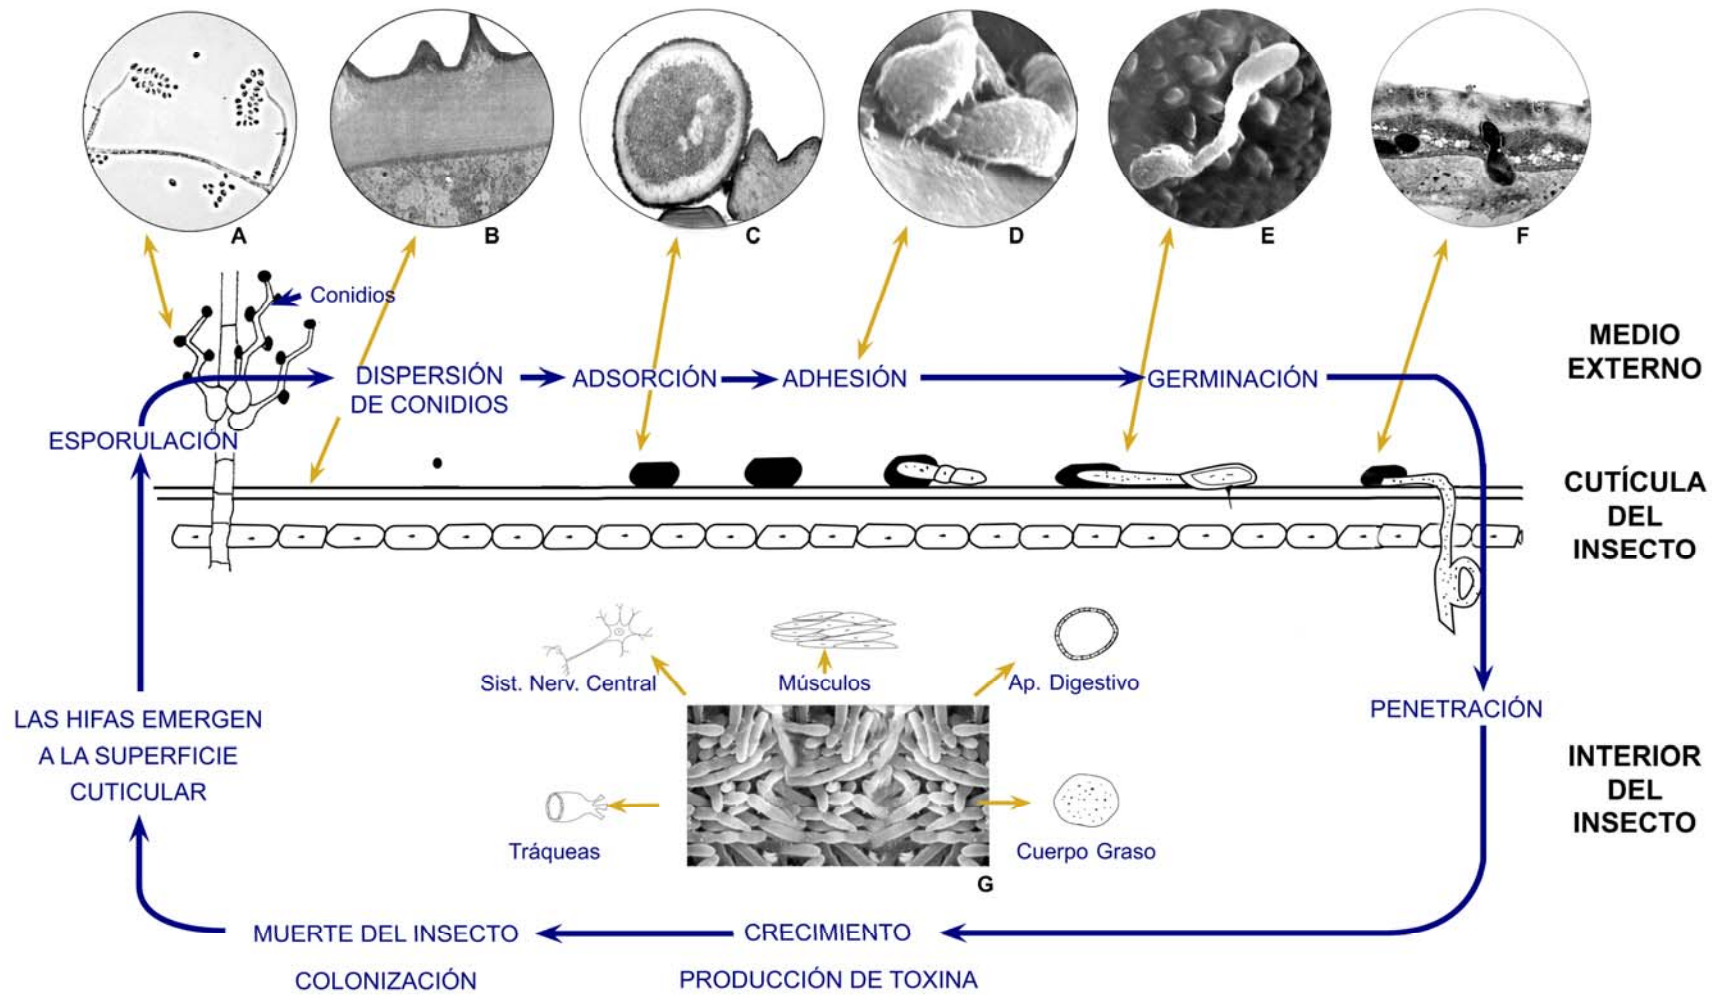 A
B
C
D
E
F
Conidios
MEDIO
EXTERNO
DISPERSIÓN
DE CONIDIOS
ADSORCIÓN
ADHESIÓN
GERMINACIÓN
ESPORULACIÓN
CUTÍCULA
DEL
INSECTO
Sist. Nerv. Central
Músculos
Ap. Digestivo
PENETRACIÓN
LAS HIFAS EMERGEN
A LA SUPERFICIE
CUTICULAR
INTERIOR
DEL
INSECTO
Tráqueas
Cuerpo Graso
G
MUERTE DEL INSECTO
COLONIZACIÓN
CRECIMIENTO
PRODUCCIÓN DE TOXINA